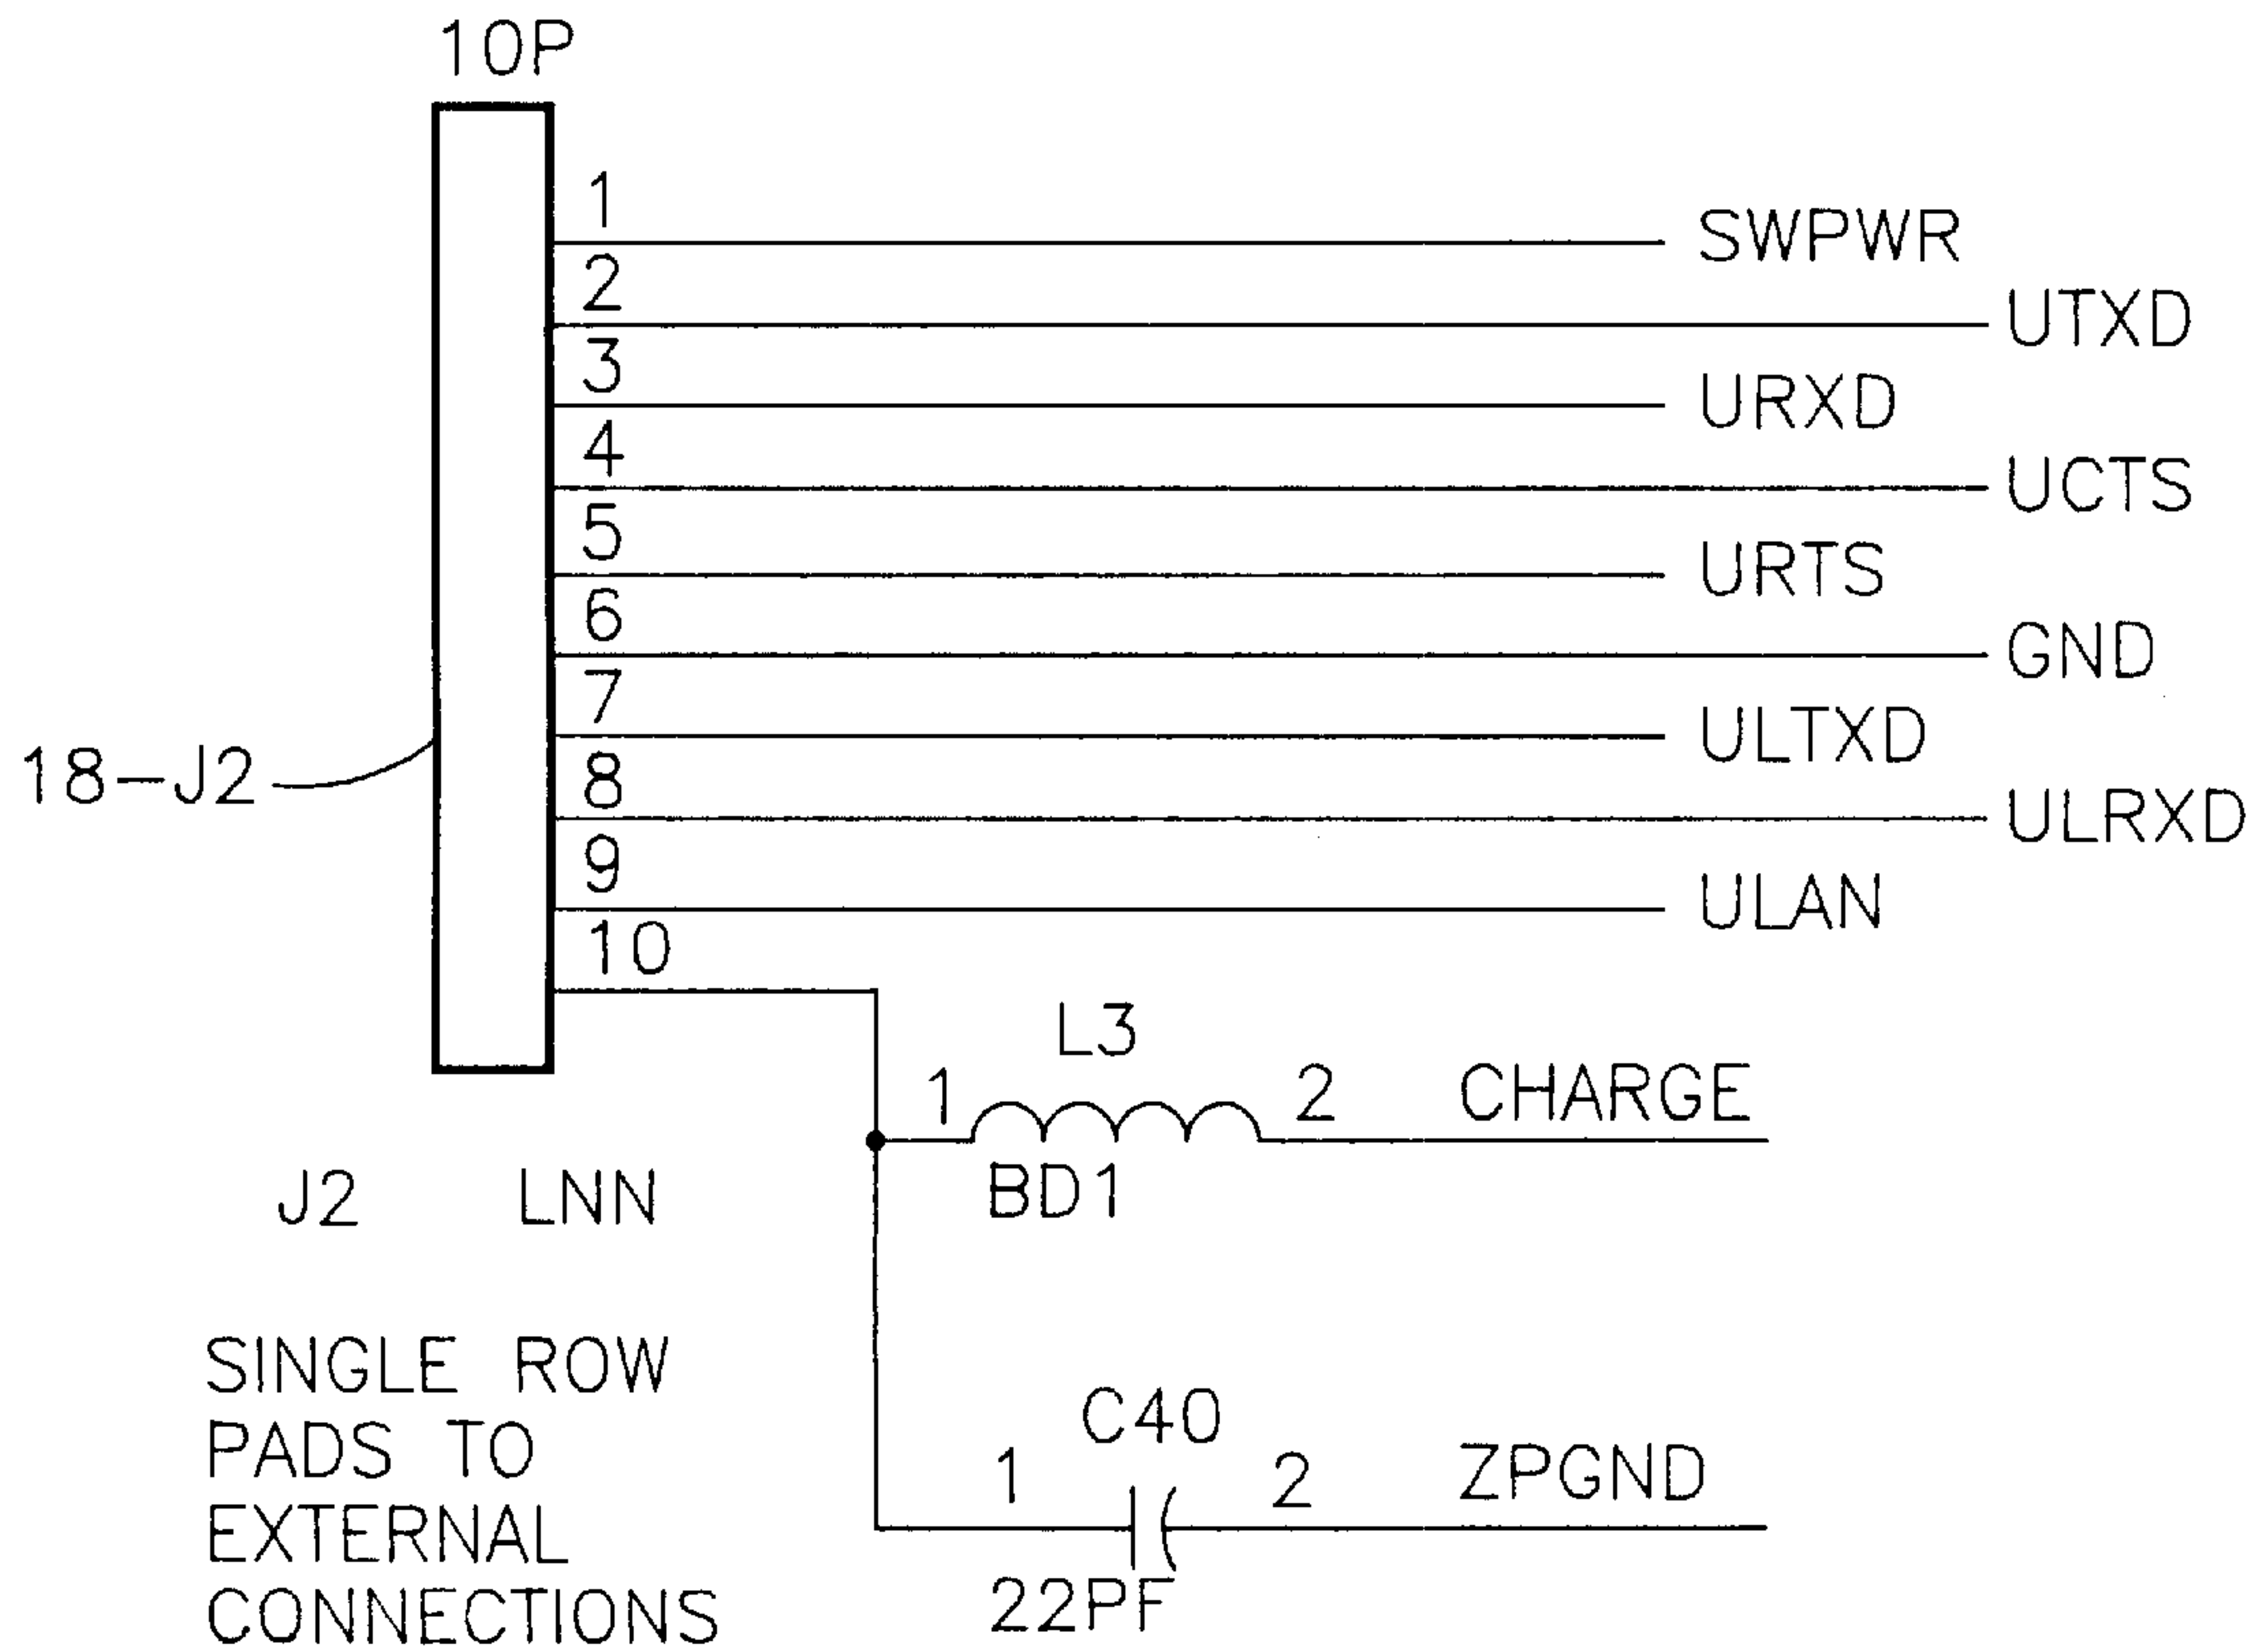 10P
1
SWPWR
2
UTXD
3
URXD
4
UCTS
5
URTS
6
GND
7
ULTXD
18-J2
8
ULRXD
9
ULAN
10
L3
1
2
CHARGE
BD1
J2 LNN
SINGLE ROW
PADS TO
EXTERNAL
CONNECTIONS
C40
1
2
ZPGND
22PF